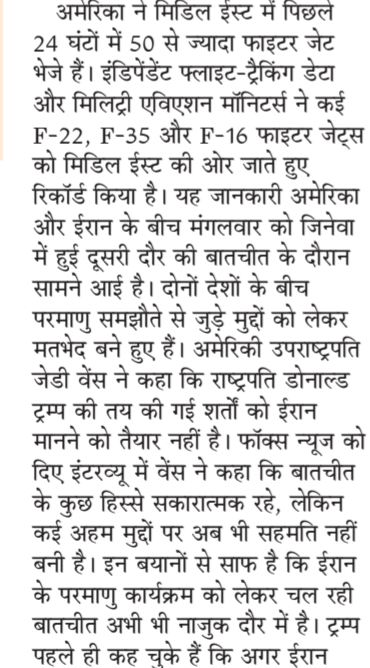 अमेरिका ने मिडिल ईस्ट में पिछले
24 घंटों में 50 से ज्यादा फाइटर जेट
भेजे हैं। इंडिपेंडेंट फ्लाइट-ट्रैकिंग डेटा
और मिलिट्री एविएशन मॉनिटर्स ने कई
F-22, F-35 और F-16 फाइटर जेट्स
को मिडिल ईस्ट की ओर जाते हुए
रिकॉर्ड किया है। यह जानकारी अमेरिका
और ईरान के बीच मंगलवार को जिनेवा
में हुई दूसरी दौर की बातचीत के दौरान
सामने आई है। दोनों देशों के बीच
परमाणु समझौते से जुड़े मुद्दों को लेकर
मतभेद बने हुए हैं। अमेरिकी उपराष्ट्रपति
जेडी वेंस ने कहा कि राष्ट्रपति डोनाल्ड
ट्रम्प की तय की गई शर्तों को ईरान
मानने को तैयार नहीं है। फॉक्स न्यूज को
दिए इंटरव्यू में वेंस ने कहा कि बातचीत
के कुछ हिस्से सकारात्मक रहे, लेकिन
कई अहम मुद्दों पर अब भी सहमति नहीं
बनी है। इन बयानों से साफ है कि ईरान
के परमाणु कार्यक्रम को लेकर चल रही
बातचीत अभी भी नाजुक दौर में है। ट्रम्प
पहले ही कह चुके हैं कि अगर ईरान